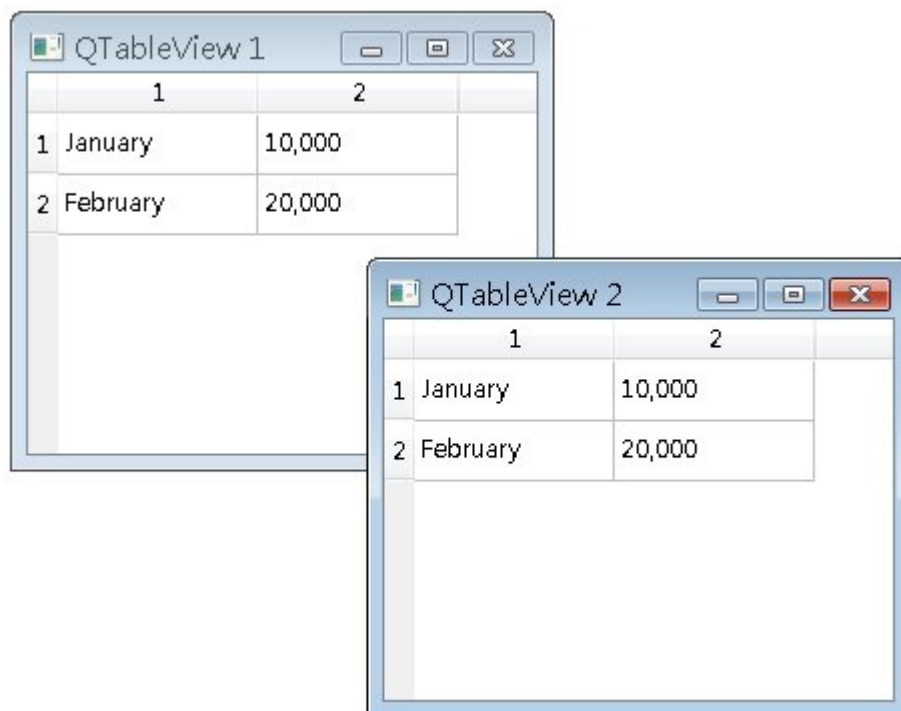 QTableView 1
1 2
1 January 10,000
2 February 20,000
QTableView 2
1 2
1 January 10,000
2 February 20,000